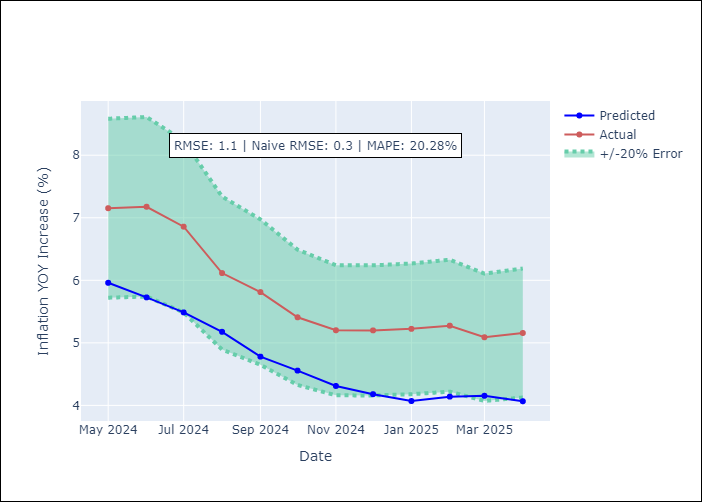 Predicted
Actual
+/-20% Error
RMSE: 1.1 | Naive RMSE: 0.3 | MAPE: 20.28%
Inflation YOY Increase (%)
8
7
6
5
4
May 2024 Jul 2024 Sep 2024 Nov 2024 Jan 2025 Mar 2025
Date